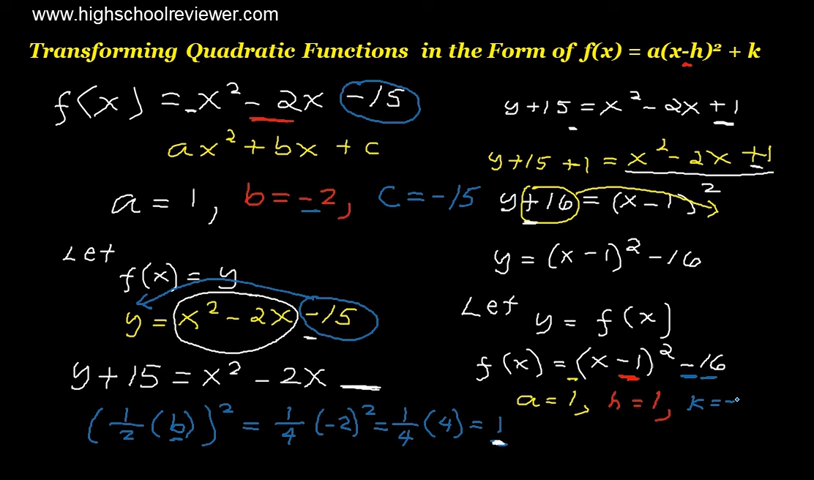 www.highschoolreviewer.com
Transforming Quadratic Functions in the Form of f(x) = a(x-h)² + k
f(x) = x² - 2x -15
ax² + bx + c
a = 1, b = -2, C = -15
Let
f(x) = y
y = x² - 2x -15
y + 15 = x² - 2x __
(1/2 (b))² = 1/4 (-2)² = 1/4 (4) = 1
y + 15 = x² - 2x + 1
y + 15 + 1 = x² - 2x + 1
y + 16 = (x - 1)²
y = (x - 1)² - 16
Let
y = f(x)
f(x) = (x - 1)² - 16
a = 1, h = 1, K = -